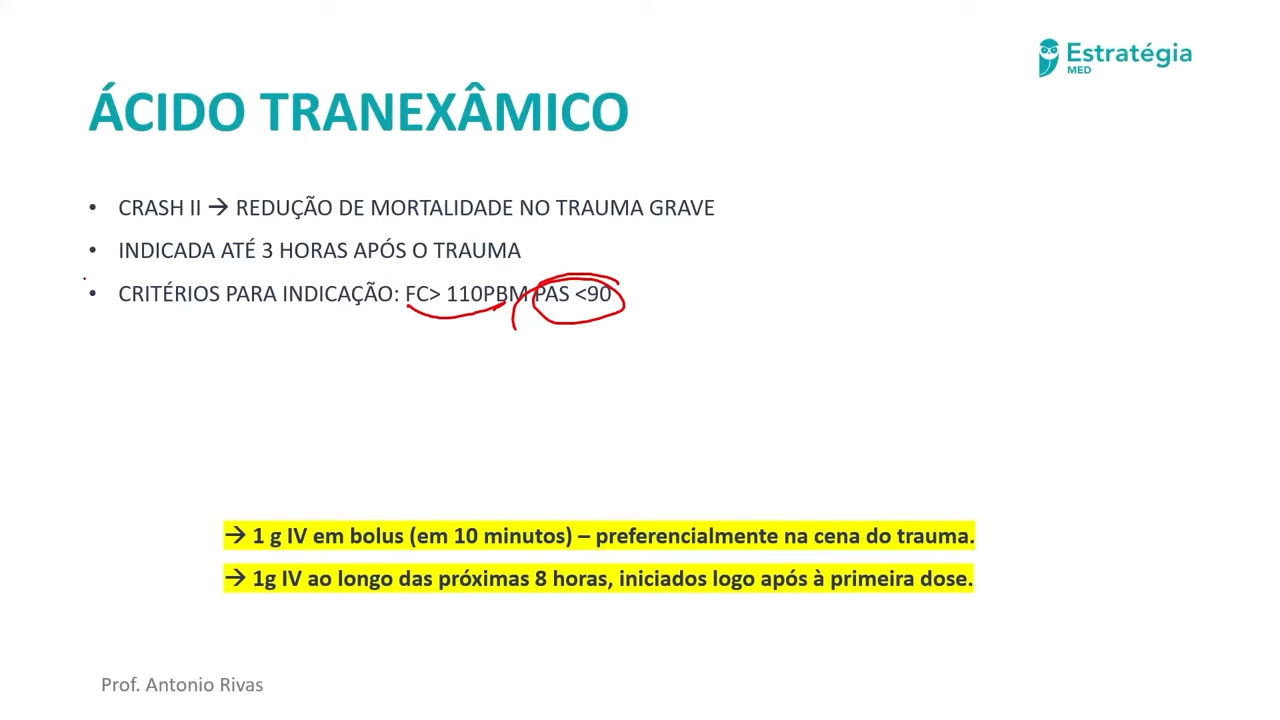 Estratégia
MED
ÁCIDO TRANEXÂMICO
• CRASH II → REDUÇÃO DE MORTALIDADE NO TRAUMA GRAVE
• INDICADA ATÉ 3 HORAS APÓS O TRAUMA
• CRITÉRIOS PARA INDICAÇÃO: FC> 110PBM PAS <90
→ 1 g IV em bolus (em 10 minutos) – preferencialmente na cena do trauma.
→ 1g IV ao longo das próximas 8 horas, iniciados logo após à primeira dose.
Prof. Antonio Rivas